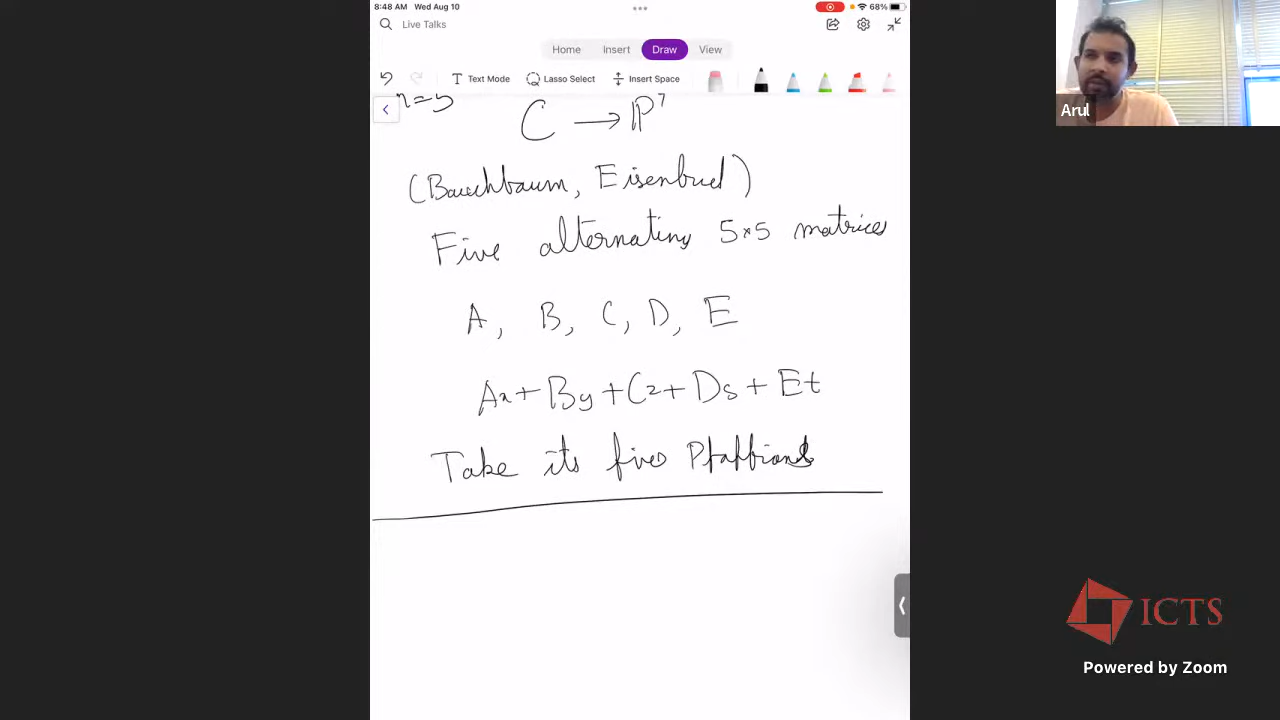 8:48 AM Wed Aug 10
68%
Live Talks
Home Insert Draw View
Text Mode Lasso Select Insert Space
n=5
C → ℙ⁷
(Bauchbaum, Eisenbud)
Five alternating 5×5 matrices
A, B, C, D, E
Ax+By+Cz+Ds+Et
Take its five Pfaffians
Arul
ICTS
Powered by Zoom